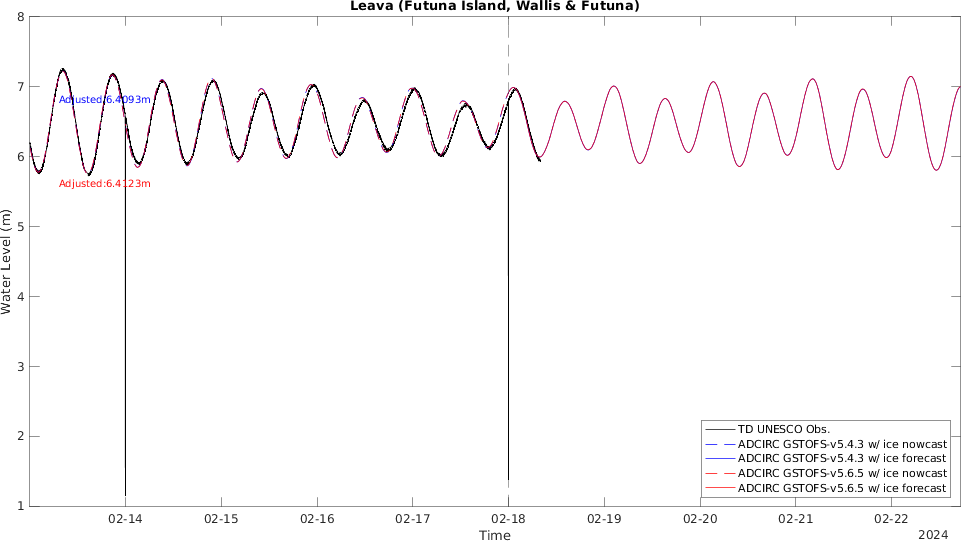 Leava (Futuna Island, Wallis & Futuna)
8
7
6
5
4
3
2
1
Water Level (m)
Adjusted:6.4093m
Adjusted:6.4123m
TD UNESCO Obs.
ADCIRC GSTOFS-v5.4.3 w/ ice nowcast
ADCIRC GSTOFS-v5.4.3 w/ ice forecast
ADCIRC GSTOFS-v5.6.5 w/ ice nowcast
ADCIRC GSTOFS-v5.6.5 w/ ice forecast
02-14 02-15 02-16 02-17 02-18 02-19 02-20 02-21 02-22
Time
2024